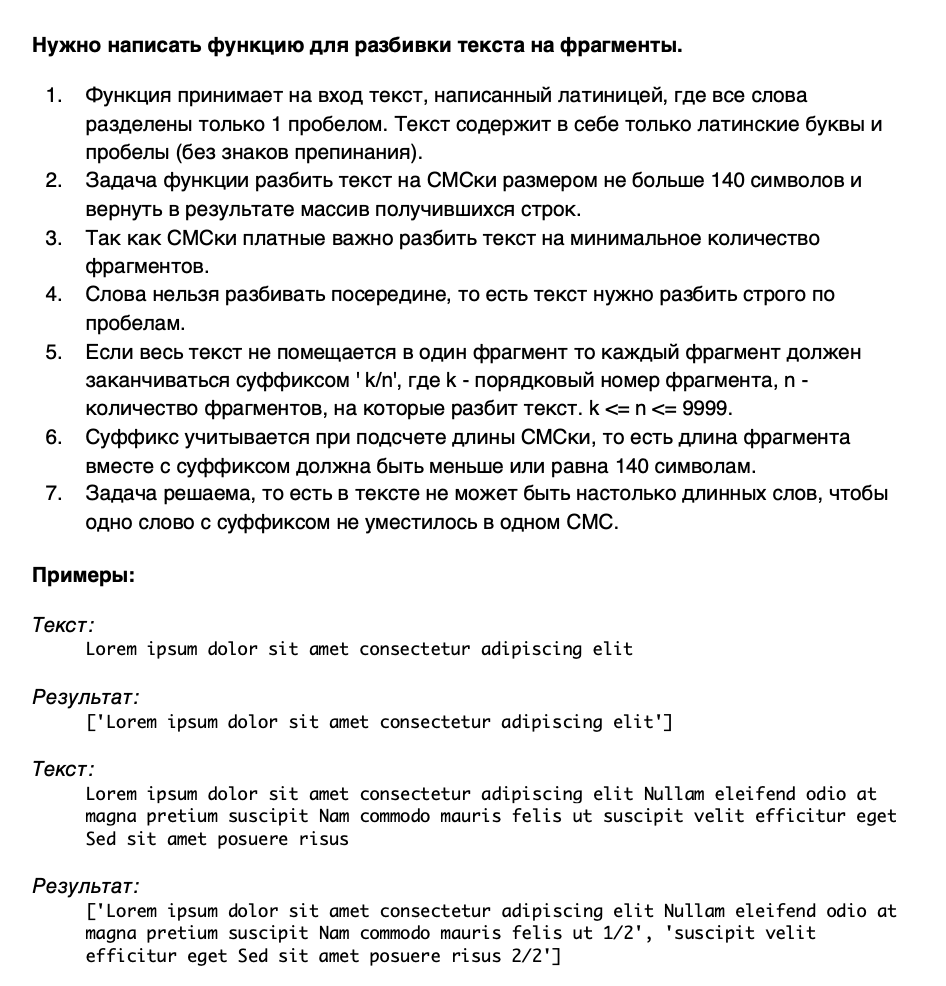 Нужно написать функцию для разбивки текста на фрагменты.
1. Функция принимает на вход текст, написанный латиницей, где все слова
разделены только 1 пробелом. Текст содержит в себе только латинские буквы и
пробелы (без знаков препинания).
2. Задача функции разбить текст на СМСки размером не больше 140 символов и
вернуть в результате массив получившихся строк.
3. Так как СМСки платные важно разбить текст на минимальное количество
фрагментов.
4. Слова нельзя разбивать посередине, то есть текст нужно разбить строго по
пробелам.
5. Если весь текст не помещается в один фрагмент то каждый фрагмент должен
заканчиваться суффиксом ' k/n', где k - порядковый номер фрагмента, n -
количество фрагментов, на которые разбит текст. k <= n <= 9999.
6. Суффикс учитывается при подсчете длины СМСки, то есть длина фрагмента
вместе с суффиксом должна быть меньше или равна 140 символам.
7. Задача решаема, то есть в тексте не может быть настолько длинных слов, чтобы
одно слово с суффиксом не уместилось в одном СМС.
Примеры:
Текст:
Lorem ipsum dolor sit amet consectetur adipiscing elit
Результат:
['Lorem ipsum dolor sit amet consectetur adipiscing elit']
Текст:
Lorem ipsum dolor sit amet consectetur adipiscing elit Nullam eleifend odio at
magna pretium suscipit Nam commodo mauris felis ut suscipit velit efficitur eget
Sed sit amet posuere risus
Результат:
['Lorem ipsum dolor sit amet consectetur adipiscing elit Nullam eleifend odio at
magna pretium suscipit Nam commodo mauris felis ut 1/2', 'suscipit velit
efficitur eget Sed sit amet posuere risus 2/2']